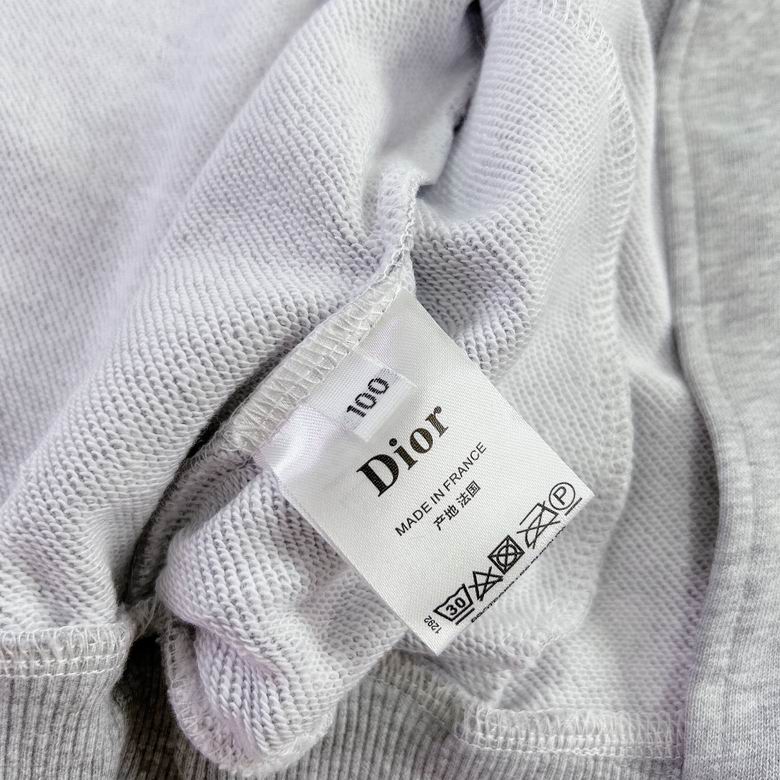 100
Dior
MADE IN FRANCE
产地 法国
30
P
1292